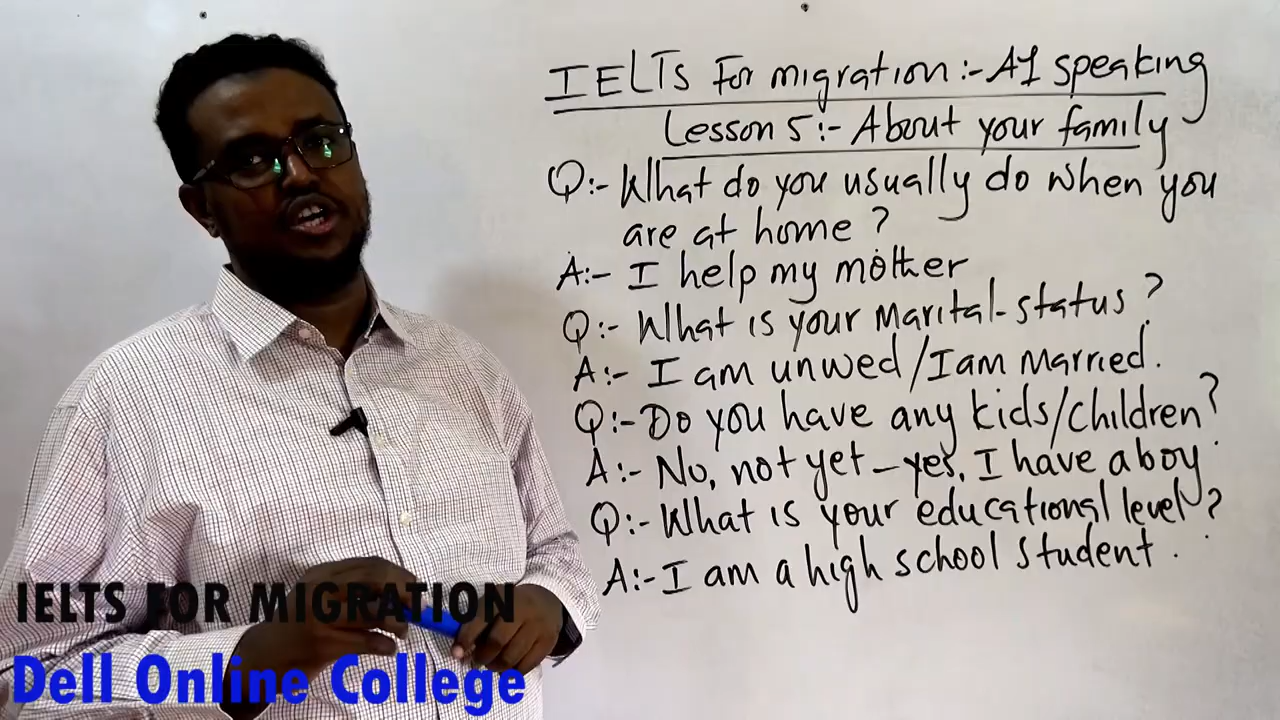 IELTS For migration:- A1 speaking
Lesson 5:- About your family
Q:- What do you usually do when you
are at home?
A:- I help my mother
Q:- What is your Marital-status?
A:- I am unwed/I am Married.
Q:- Do you have any kids/children?
A:- No, not yet - yes, I have a boy
Q:- What is your educational level?
A:- I am a high school student.
IELTS FOR MIGRATION
Dell Online College